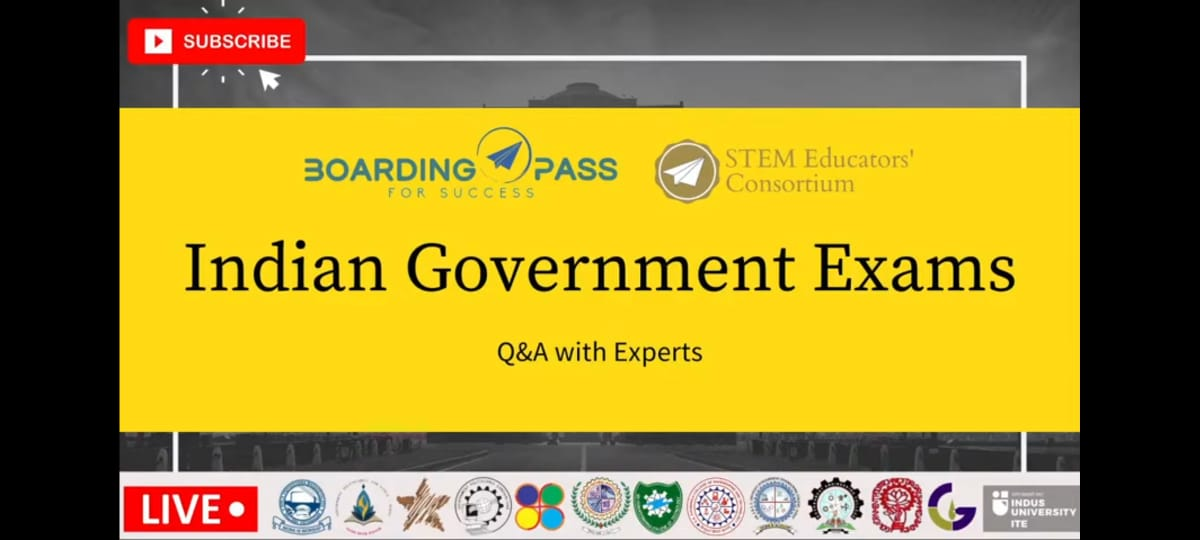 SUBSCRIBE
BOARDING PASS
FOR SUCCESS
STEM Educators'
Consortium
Indian Government Exams
Q&A with Experts
LIVE
INDUS
UNIVERSITY
ITE